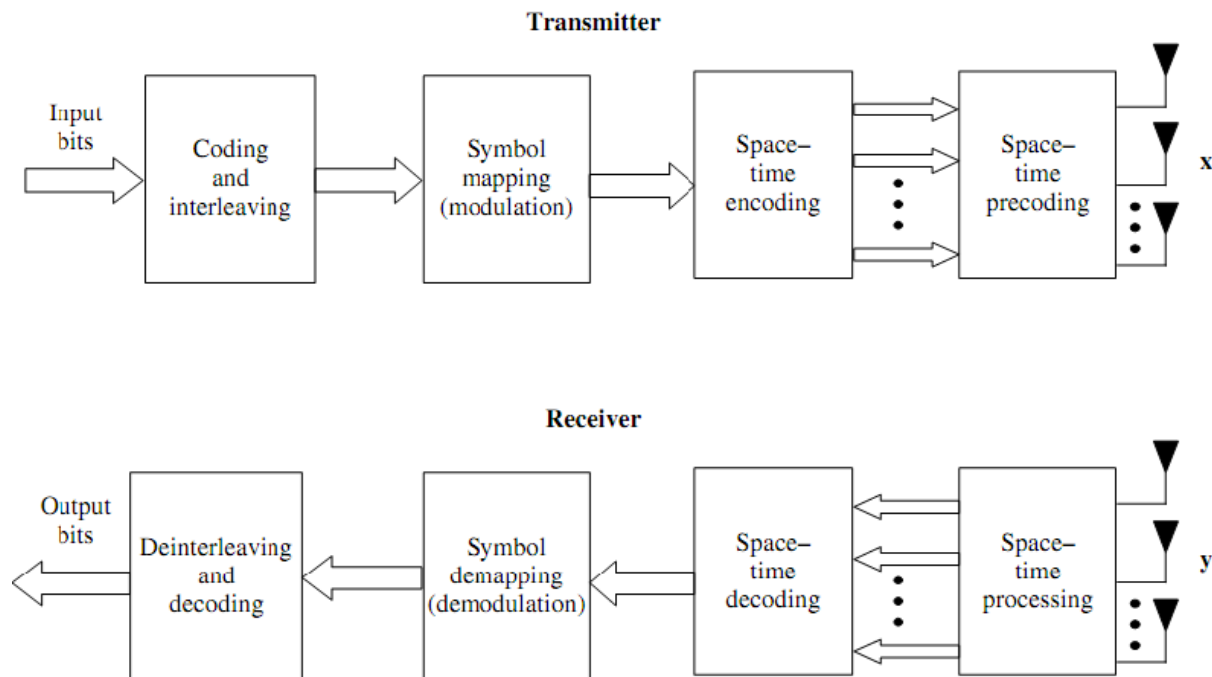 Transmitter
Input
bits
Coding
and
interleaving
Symbol
mapping
(modulation)
Space–
time
encoding
Space–
time
precoding
x
Receiver
Output
bits
Deinterleaving
and
decoding
Symbol
demapping
(demodulation)
Space–
time
decoding
Space–
time
processing
y